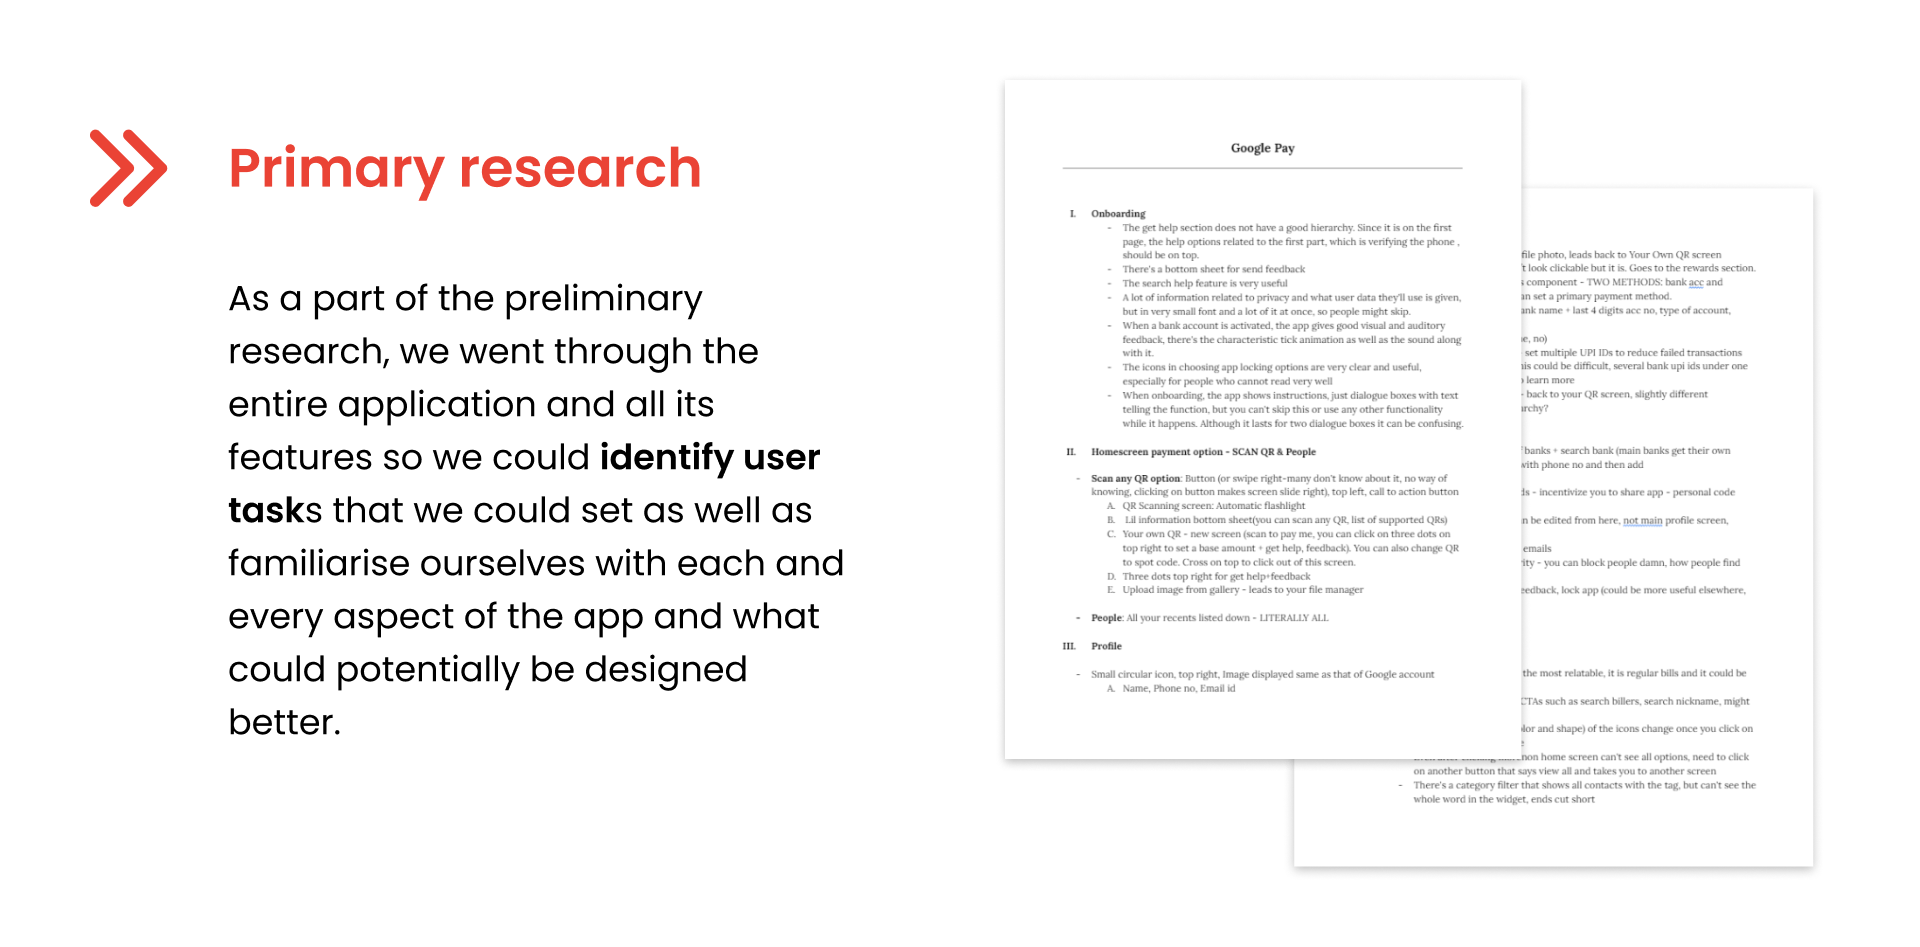 Primary research
As a part of the preliminary
research, we went through the
entire application and all its
features so we could identify user
tasks that we could set as well as
familiarise ourselves with each and
every aspect of the app and what
could potentially be designed
better.
Google Pay
I. Onboarding
- The get help section does not have a good hierarchy. Since it is on the first
page, the help options related to the first part, which is verifying the phone ,
should be on top.
- There's a bottom sheet for send feedback
- The search help feature is very useful
- A lot of information related to privacy and what user data they'll use is given,
but in very small font and a lot of it at once, so people might skip.
- When a bank account is activated, the app gives good visual and auditory
feedback, there's the characteristic tick animation as well as the sound along
with it.
- The icons in choosing app locking options are very clear and useful,
especially for people who cannot read very well
- When onboarding, the app shows instructions, just dialogue boxes with text
telling the function, but you can't skip this or use any other functionality
while it happens. Although it lasts for two dialogue boxes it can be confusing.
II. Homescreen payment option - SCAN QR & People
- Scan any QR option: Button (or swipe right-many don't know about it, no way of
knowing, clicking on button makes screen slide right), top left, call to action button
A. QR Scanning screen: Automatic flashlight
B. Lil information bottom sheet(you can scan any QR, list of supported QRs)
C. Your own QR - new screen (scan to pay me, you can click on three dots on
top right to set a base amount + get help, feedback). You can also change QR
to spot code. Cross on top to click out of this screen.
D. Three dots top right for get help+feedback
E. Upload image from gallery - leads to your file manager
- People: All your recents listed down - LITERALLY ALL
III. Profile
- Small circular icon, top right, Image displayed same as that of Google account
A. Name, Phone no, Email id
file photo, leads back to Your Own QR screen
't look clickable but it is. Goes to the rewards section.
component - TWO METHODS: bank acc and
an set a primary payment method.
ank name + last 4 digits acc no, type of account,
e, no)
set multiple UPI IDs to reduce failed transactions
his could be difficult, several bank upi ids under one
learn more
- back to your QR screen, slightly different
archy?
banks + search bank (main banks get their own
with phone no and then add
ds - incentivize you to share app - personal code
n be edited from here, not main profile screen,
emails
rity - you can block people damn, how people find
eedback, lock app (could be more useful elsewhere,
the most relatable, it is regular bills and it could be
CTAs such as search billers, search nickname, might
lor and shape) of the icons change once you click on
e
non home screen can't see all options, need to click
on another button that says view all and takes you to another screen
- There's a category filter that shows all contacts with the tag, but can't see the
whole word in the widget, ends cut short